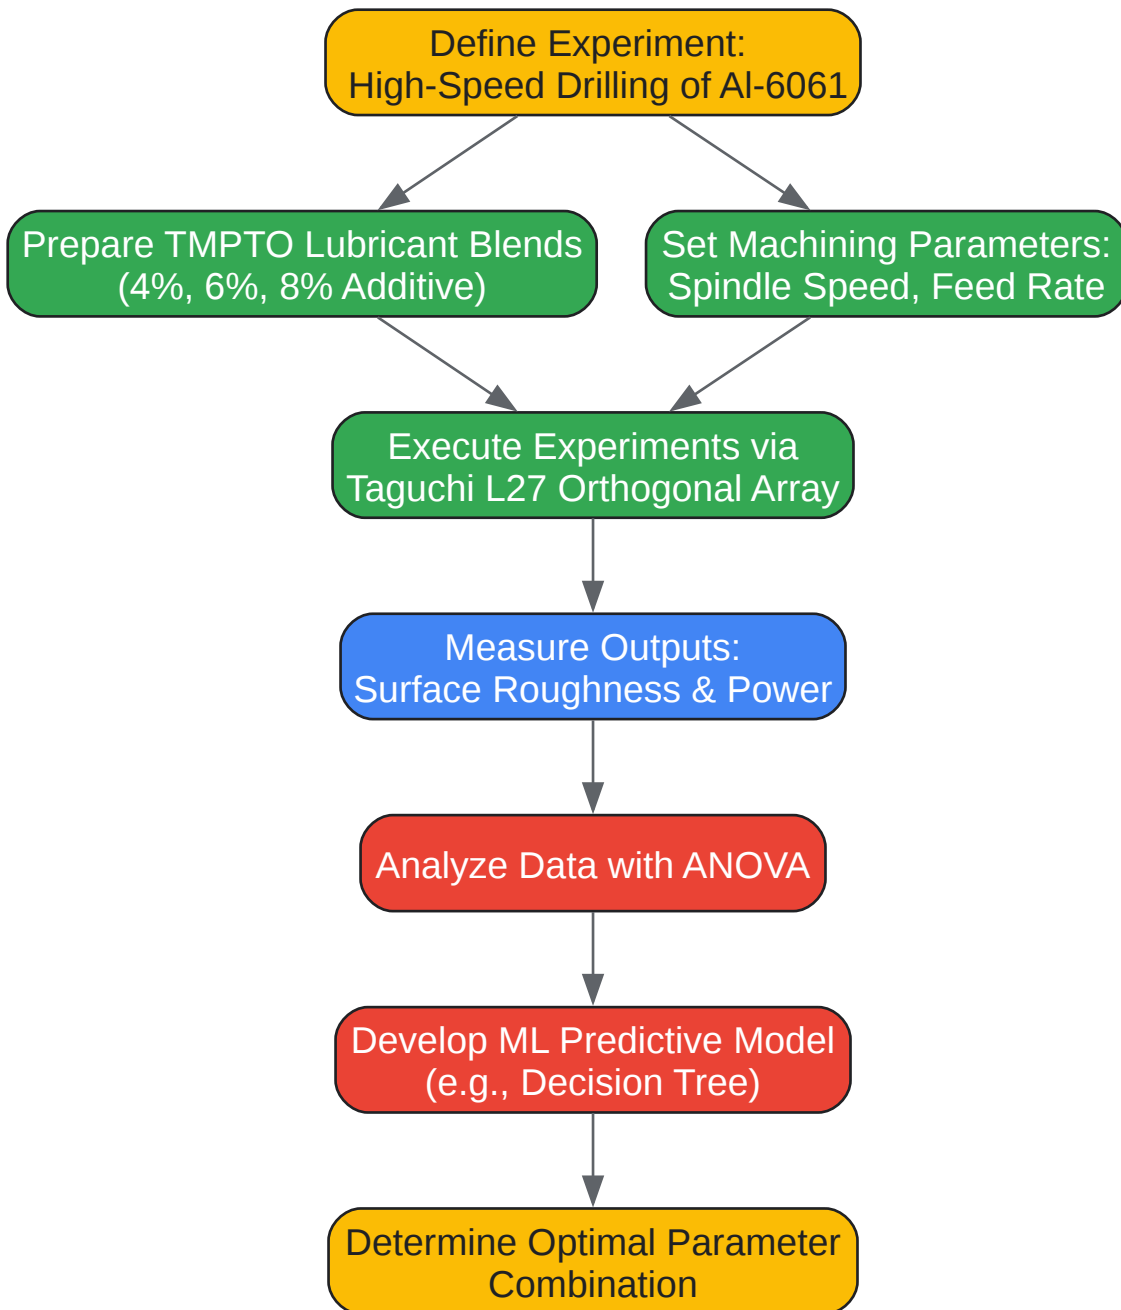 Define Experiment:
High-Speed Drilling of Al-6061
Prepare TMPTO Lubricant Blends
(4%, 6%, 8% Additive)
Set Machining Parameters:
Spindle Speed, Feed Rate
Execute Experiments via
Taguchi L27 Orthogonal Array
Measure Outputs:
Surface Roughness & Power
Analyze Data with ANOVA
Develop ML Predictive Model
(e.g., Decision Tree)
Determine Optimal Parameter
Combination